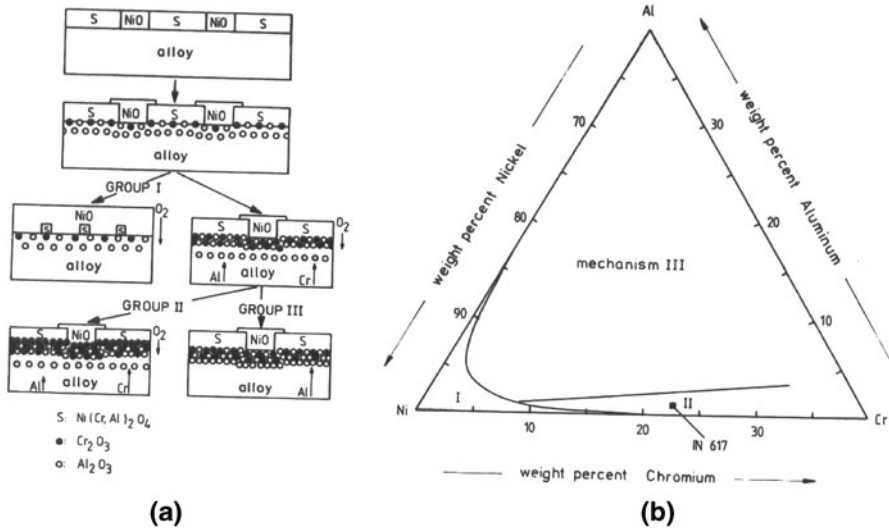 S NiO S NiO S
alloy
S NiO S NiO S
alloy
GROUP I
NiO O2
S S S
alloy
S NiO S O2
alloy
Al Cr
GROUP II
GROUP III
S NiO S O2
alloy
Al Cr
S NiO S
alloy
Al
S: Ni(Cr, Al)2O4
●: Cr2O3
○: Al2O3
(a)
Al
weight percent Nickel
weight percent Aluminum
70
30
80
20
mechanism III
90
10
Ni
I
II
Cr
10 20 30
IN 617
weight percent Chromium
(b)